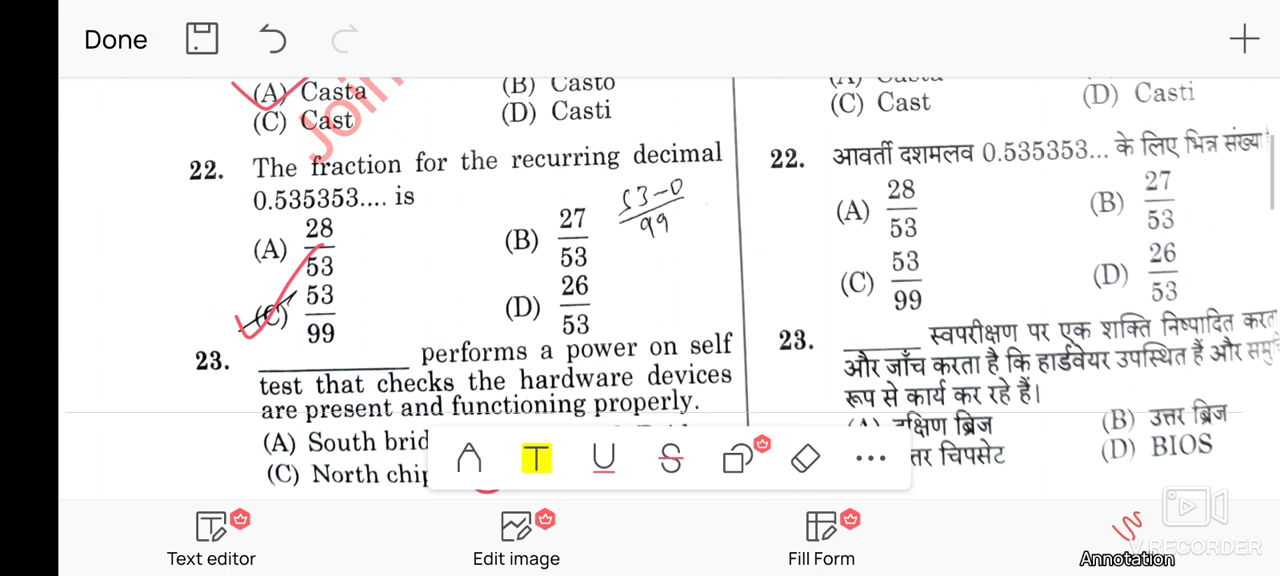 Done
(A) Casta
(B) Casto
(C) Cast
(D) Casti
Join
22. The fraction for the recurring decimal
0.535353.... is
53-0
99
(A) 28/53
(B) 27/53
(C) 53/99
(D) 26/53
23. __________ performs a power on self
test that checks the hardware devices
are present and functioning properly.
(A) South brid
(C) North chip
(C) Cast
(D) Casti
22. आवर्ती दशमलव 0.535353... के लिए भिन्न संख्या
(A) 28/53
(B) 27/53
(C) 53/99
(D) 26/53
23. ______ स्वपरीक्षण पर एक शक्ति निष्पादित करता
और जाँच करता है कि हार्डवेयर उपस्थित हैं और समु
रूप से कार्य कर रहे हैं।
(B) उत्तर ब्रिज
(D) BIOS
T U S
Text editor
Edit image
Fill Form
Annotation
V RECORDER